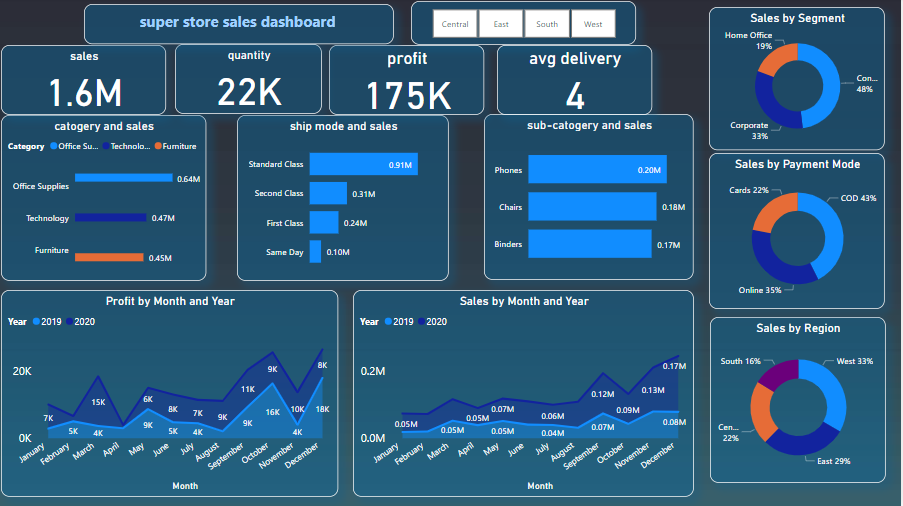 super store sales dashboard
Central
East
South
West
sales
1.6M
quantity
22K
profit
175K
avg delivery
4
catogery and sales
Category Office Su... Technolo... Furniture
Office Supplies 0.64M
Technology 0.47M
Furniture 0.45M
ship mode and sales
Standard Class 0.91M
Second Class 0.31M
First Class 0.24M
Same Day 0.10M
sub-catogery and sales
Phones 0.20M
Chairs 0.18M
Binders 0.17M
Sales by Segment
Home Office
19%
Con...
48%
Corporate
33%
Sales by Payment Mode
Cards 22%
COD 43%
Online 35%
Profit by Month and Year
Year 2019 2020
20K
0K
7K
15K
6K
8K
7K
9K
11K
9K
10K
8K
5K
4K
9K
5K
4K
9K
16K
4K
18K
January
February
March
April
May
June
July
August
September
October
November
December
Month
Sales by Month and Year
Year 2019 2020
0.2M
0.0M
0.05M
0.05M
0.07M
0.06M
0.12M
0.09M
0.13M
0.17M
0.05M
0.05M
0.04M
0.07M
0.08M
January
February
March
April
May
June
July
August
September
October
November
December
Month
Sales by Region
South 16%
West 33%
Cen...
22%
East 29%